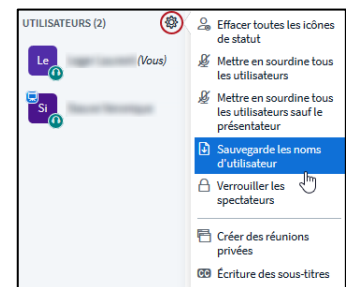 UTILISATEURS (2)
Le
(Vous)
Si
Effacer toutes les icônes
de statut
Mettre en sourdine tous
les utilisateurs
Mettre en sourdine tous
les utilisateurs sauf le
présentateur
Sauvegarde les noms
d'utilisateur
Verrouiller les
spectateurs
Créer des réunions
privées
CC Écriture des sous-titres